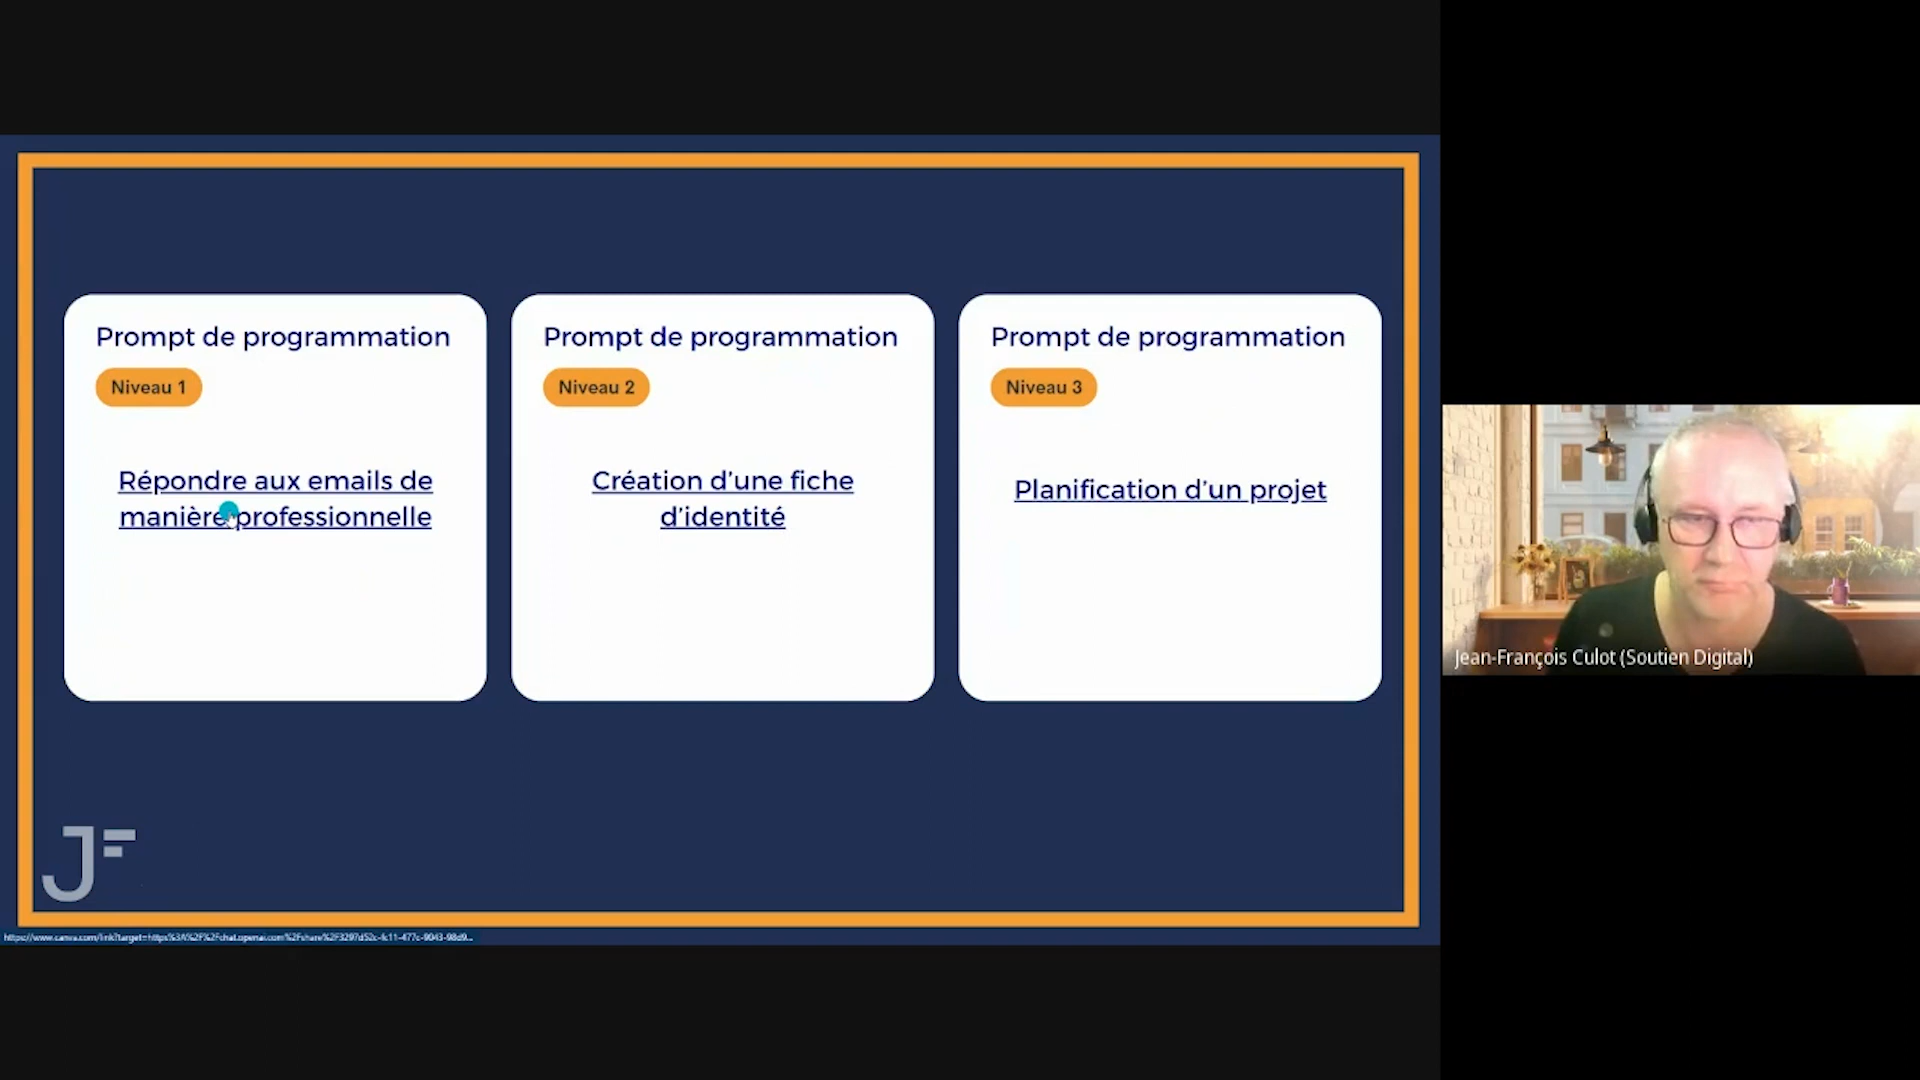 Prompt de programmation
Niveau 1
Répondre aux emails de
manière professionnelle
Prompt de programmation
Niveau 2
Création d'une fiche
d'identité
Prompt de programmation
Niveau 3
Planification d'un projet
JF
Jean-François Culot (Soutien Digital)